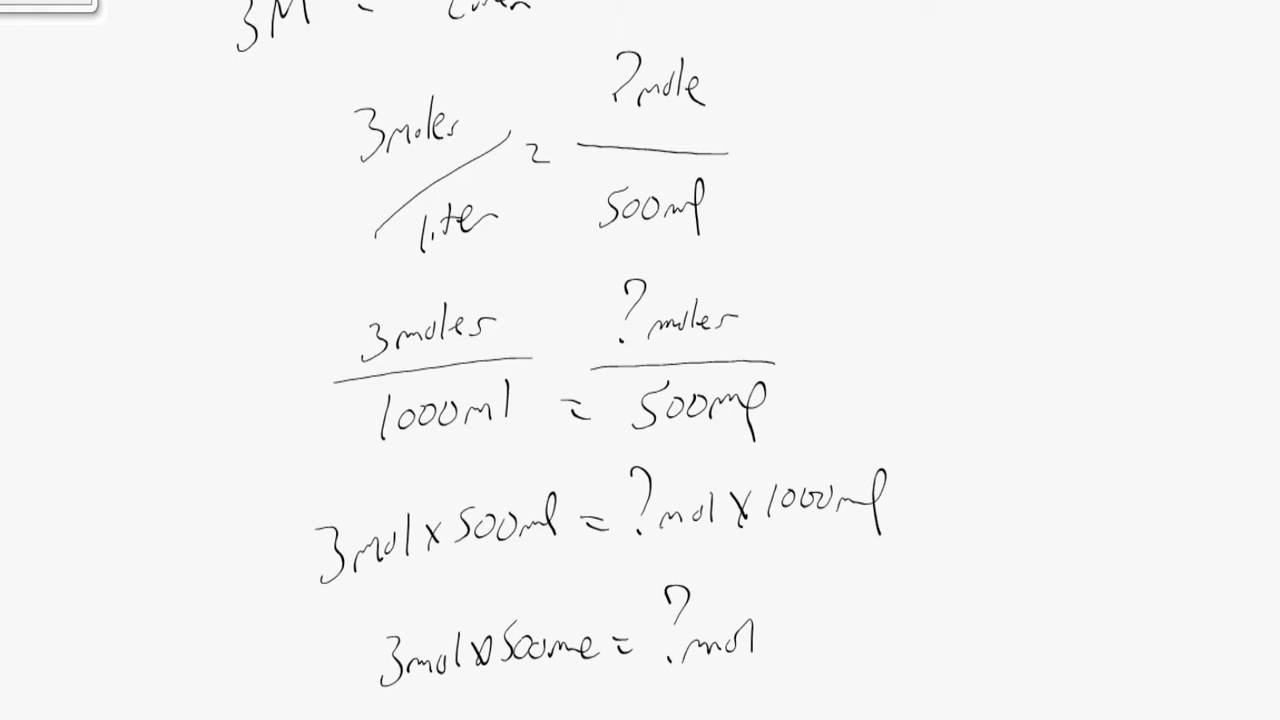 3M =
3moles / liter = ?mole / 500ml
3moles / 1000ml = ?moles / 500ml
3mol x 500ml = ?mol x 1000ml
3mol x 500ml = ?mol